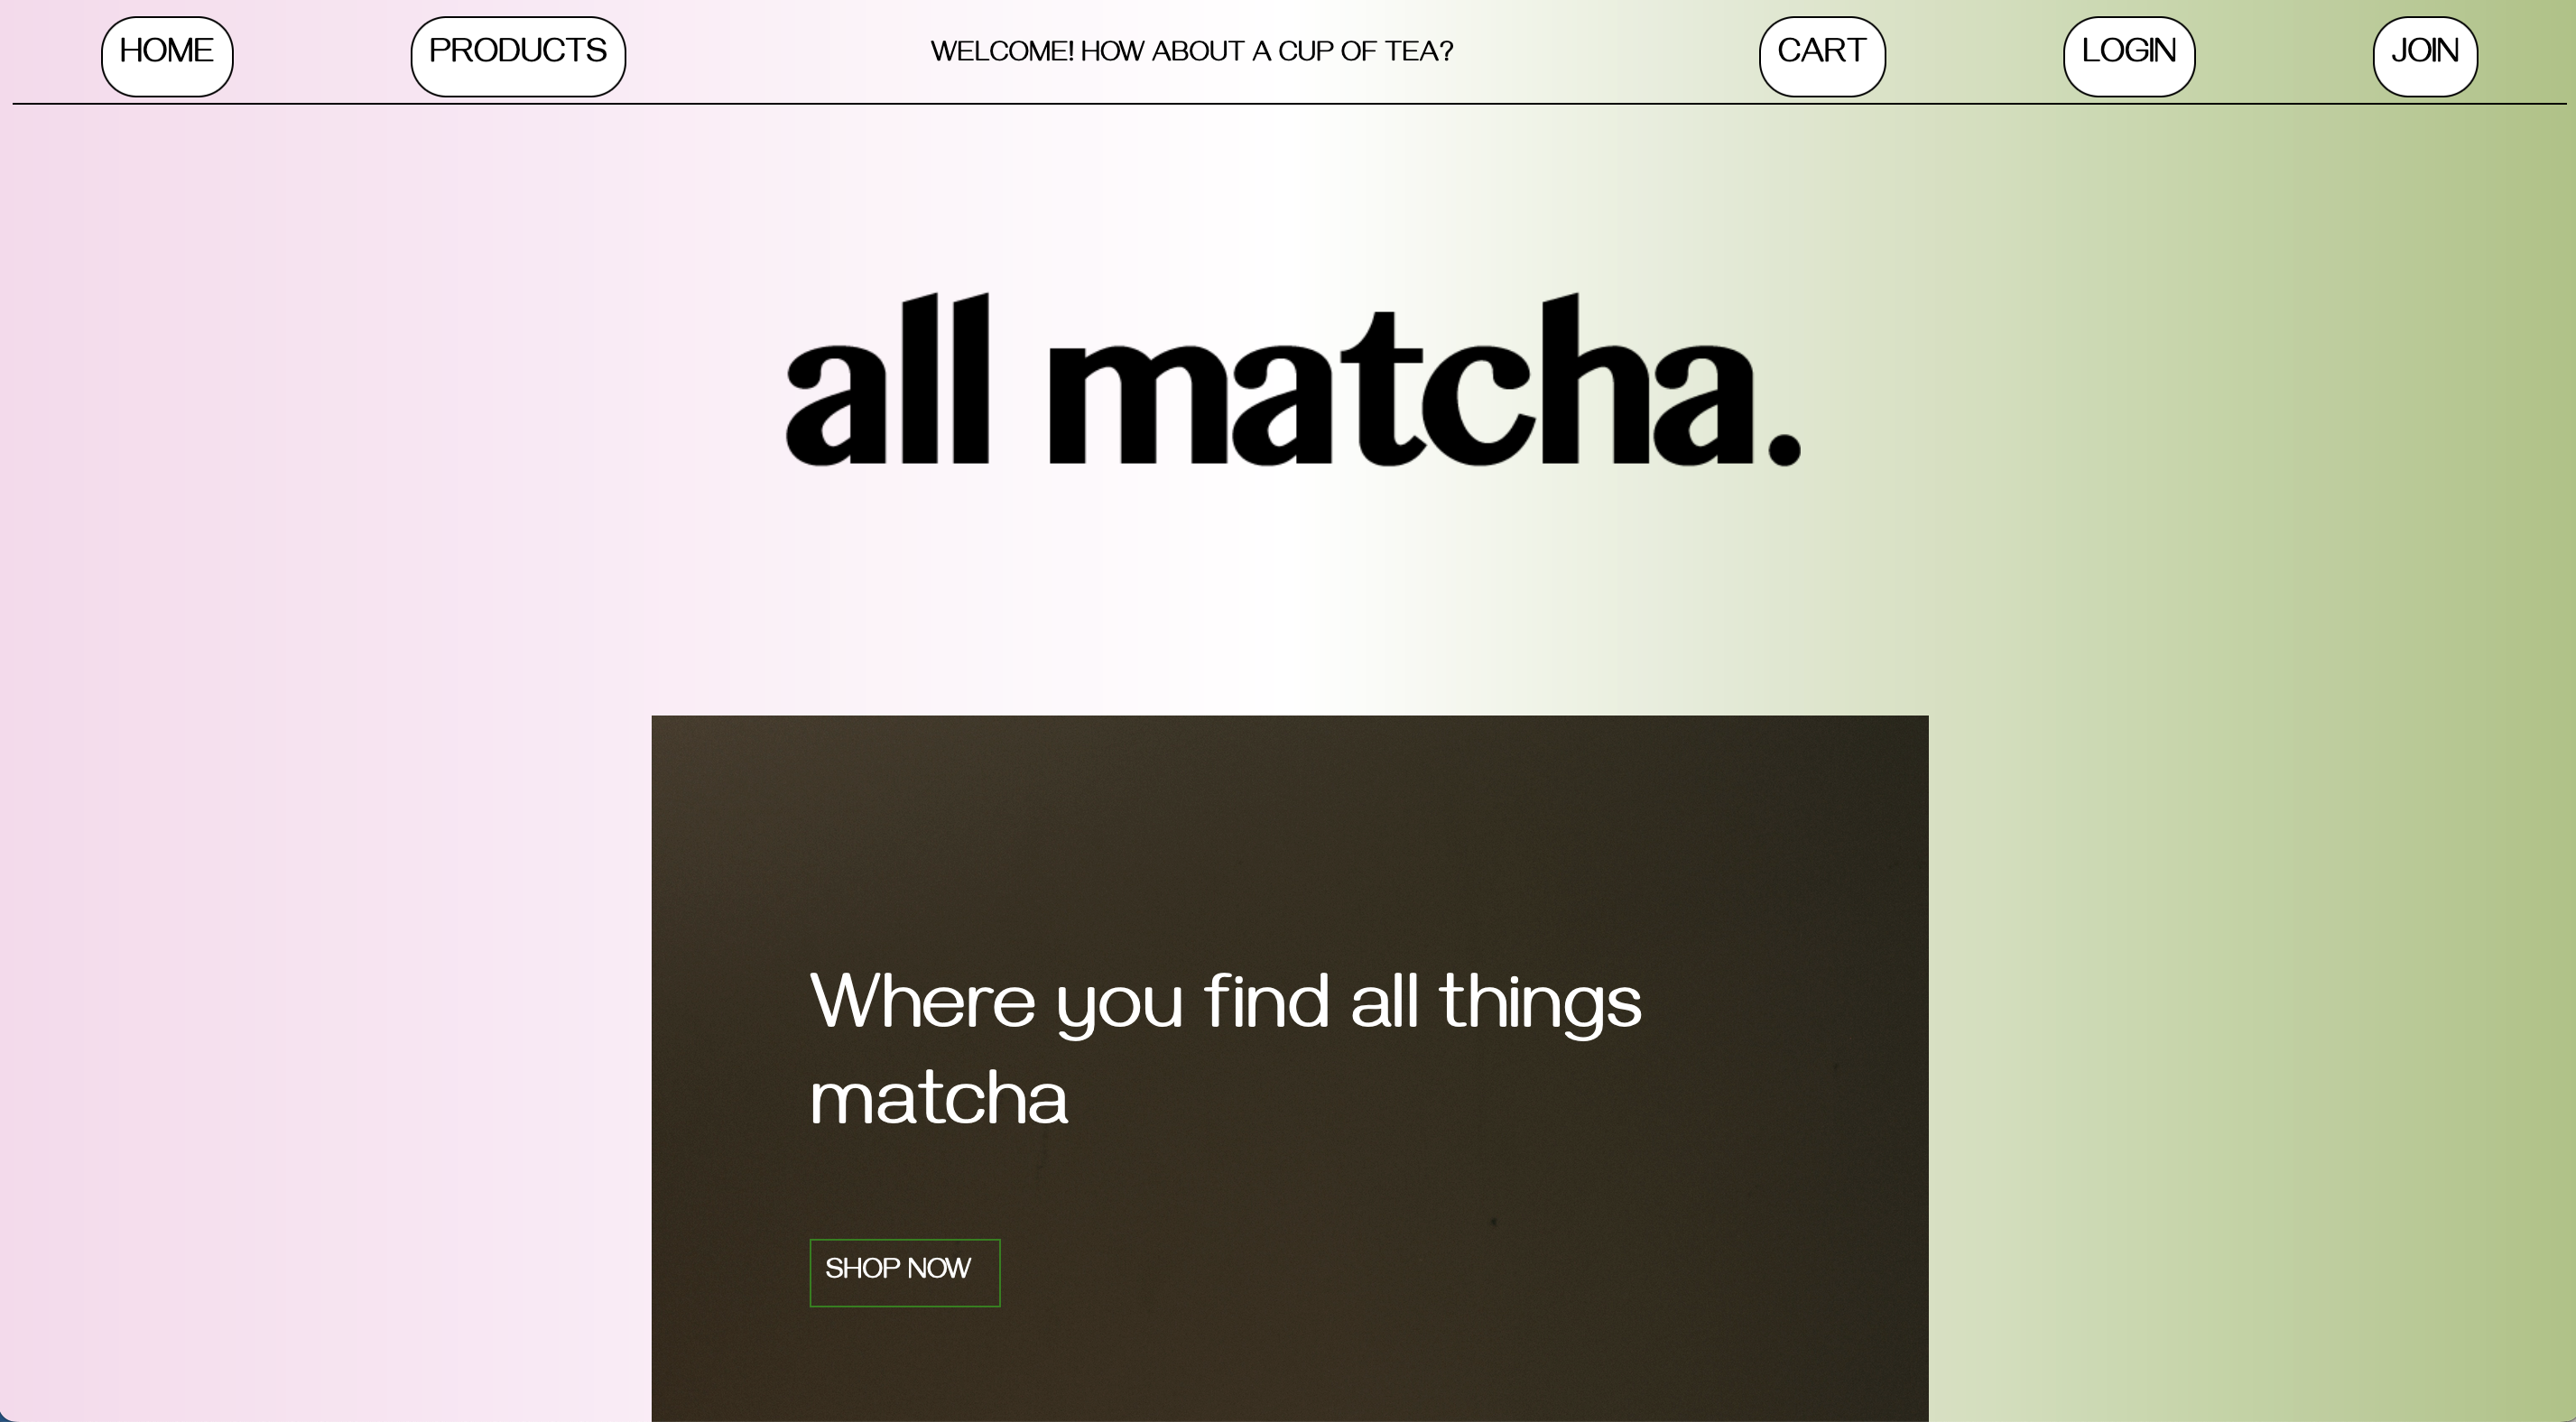 HOME
PRODUCTS
WELCOME! HOW ABOUT A CUP OF TEA?
CART
LOGIN
JOIN
all matcha.
Where you find all things
matcha
SHOP NOW